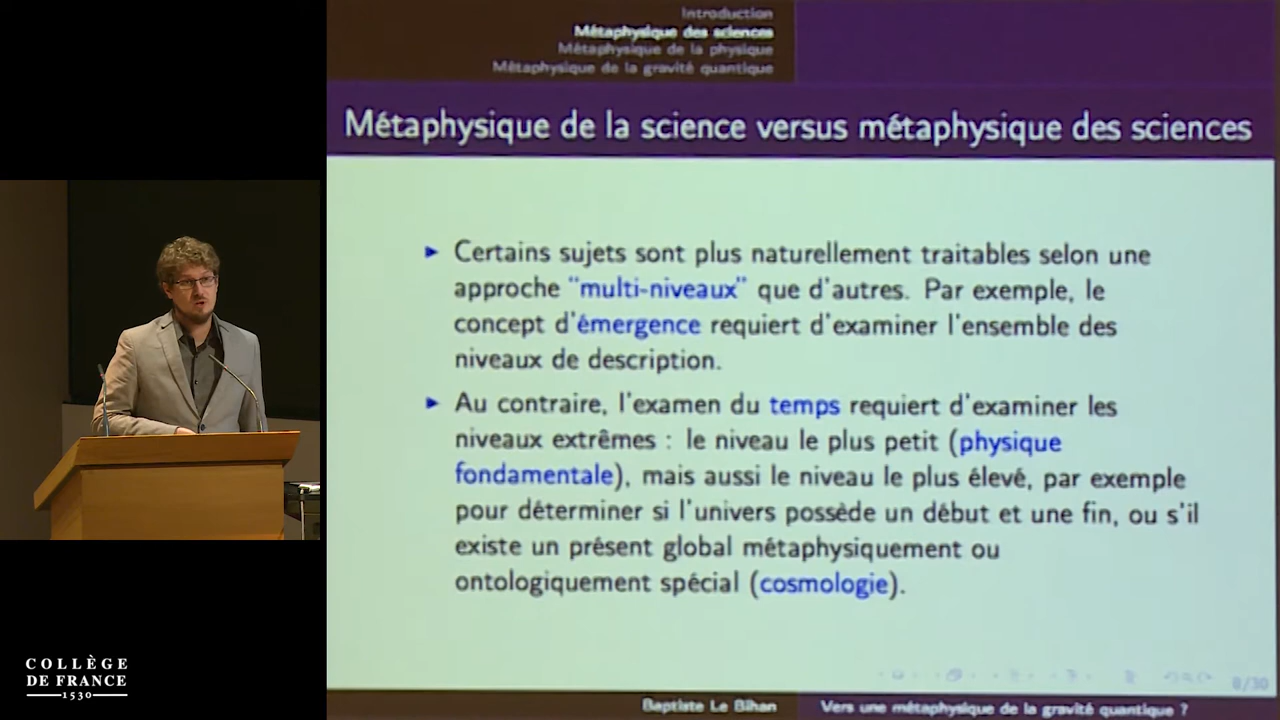 Introduction
Métaphysique des sciences
Métaphysique de la physique
Métaphysique de la gravité quantique
Métaphysique de la science versus métaphysique des sciences
Certains sujets sont plus naturellement traitables selon une
approche "multi-niveaux" que d'autres. Par exemple, le
concept d'émergence requiert d'examiner l'ensemble des
niveaux de description.
Au contraire, l'examen du temps requiert d'examiner les
niveaux extrêmes : le niveau le plus petit (physique
fondamentale), mais aussi le niveau le plus élevé, par exemple
pour déterminer si l'univers possède un début et une fin, ou s'il
existe un présent global métaphysiquement ou
ontologiquement spécial (cosmologie).
8/30
Baptiste Le Bihan
Vers une métaphysique de la gravité quantique ?
COLLÈGE
DE FRANCE
1530